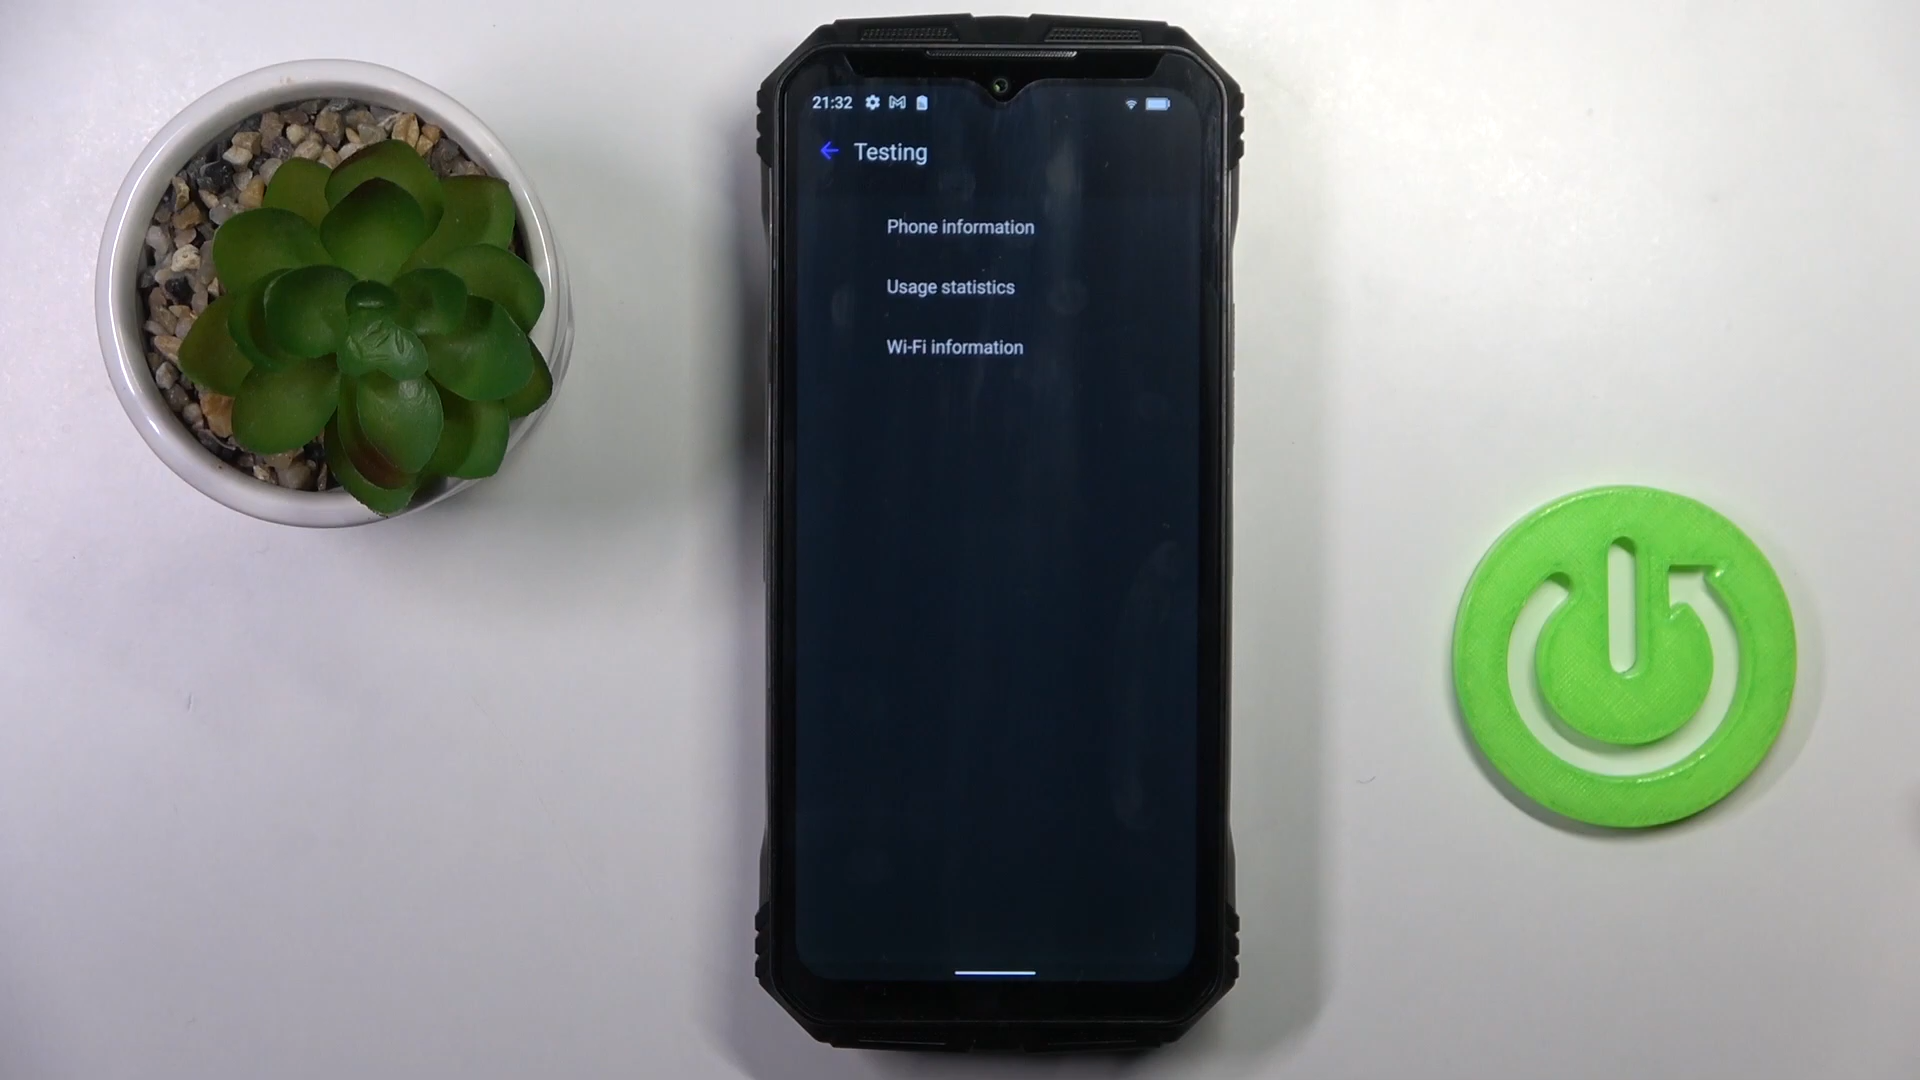 21:32
Testing
Phone information
Usage statistics
Wi-Fi information